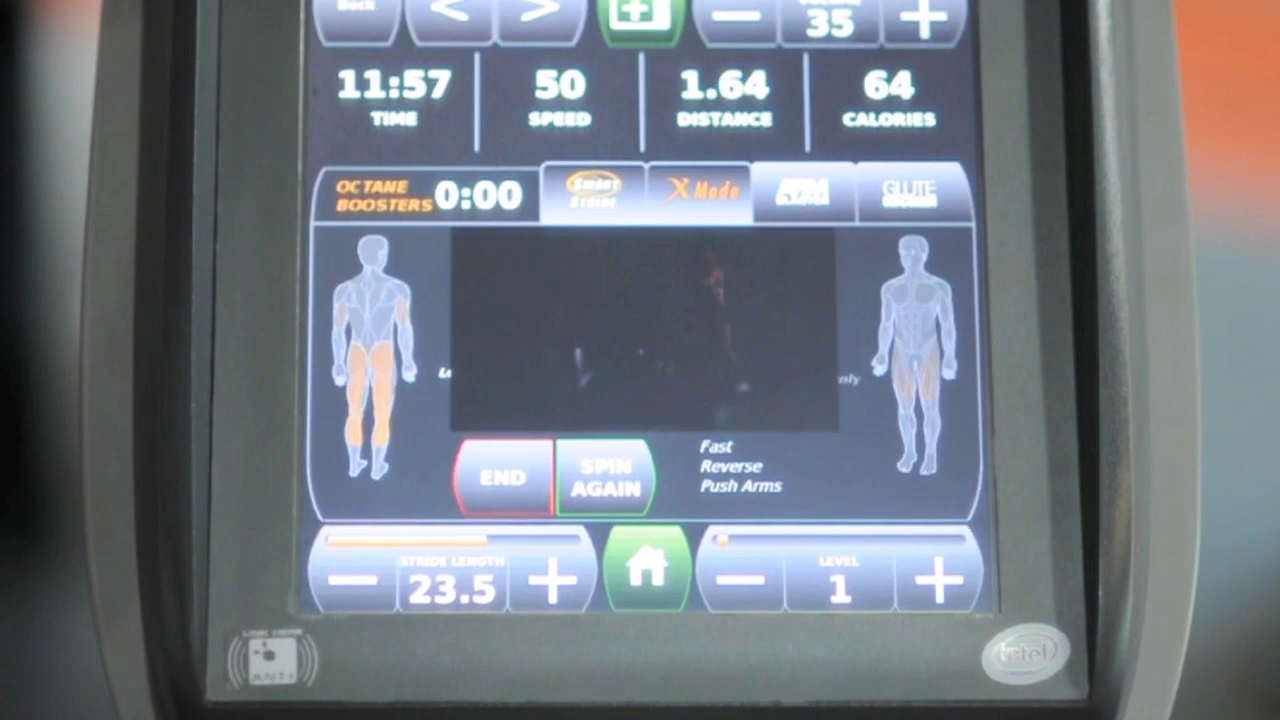 Back < >
35
11:57 50 1.64 64
TIME SPEED DISTANCE CALORIES
OCTANE
BOOSTERS 0:00
SMART
STRIDE
X Mode
GLUTE
Fast
Reverse
Push Arms
END
SPIN
AGAIN
STRIDE LENGTH
23.5
LEVEL
1
ANT+
intel